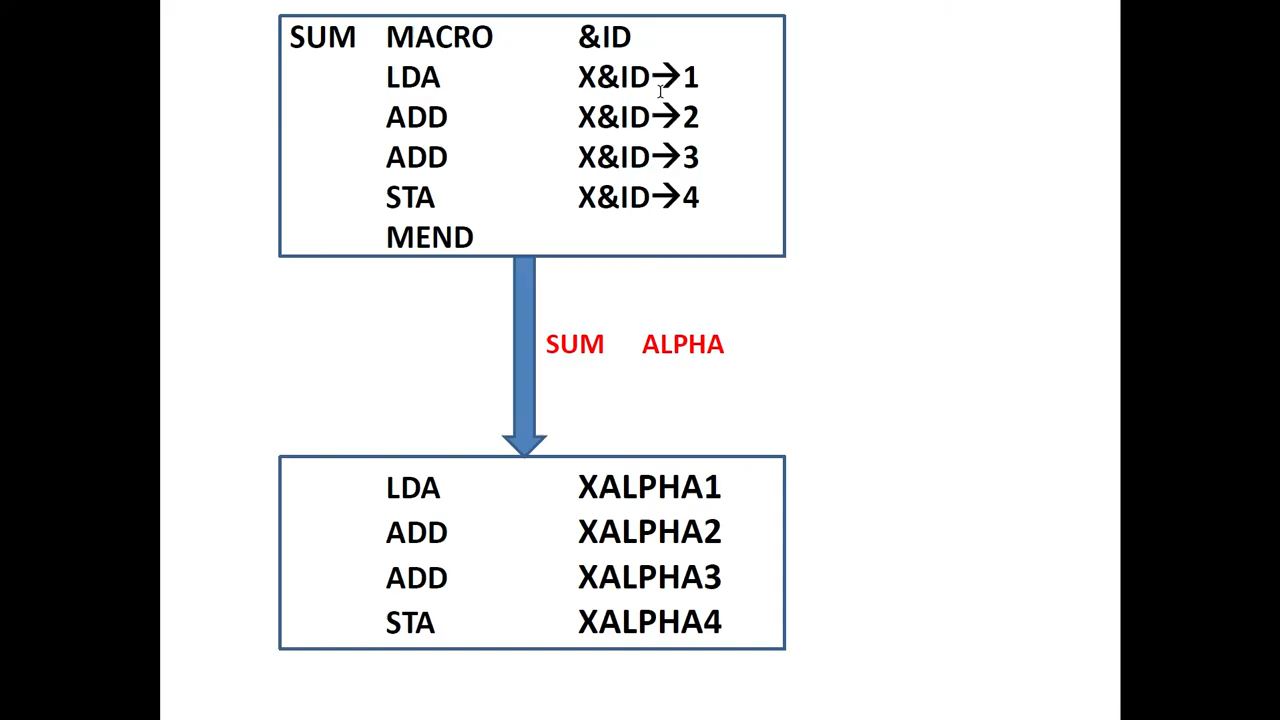 SUM MACRO &ID
LDA X&ID→1
ADD X&ID→2
ADD X&ID→3
STA X&ID→4
MEND
SUM ALPHA
LDA XALPHA1
ADD XALPHA2
ADD XALPHA3
STA XALPHA4